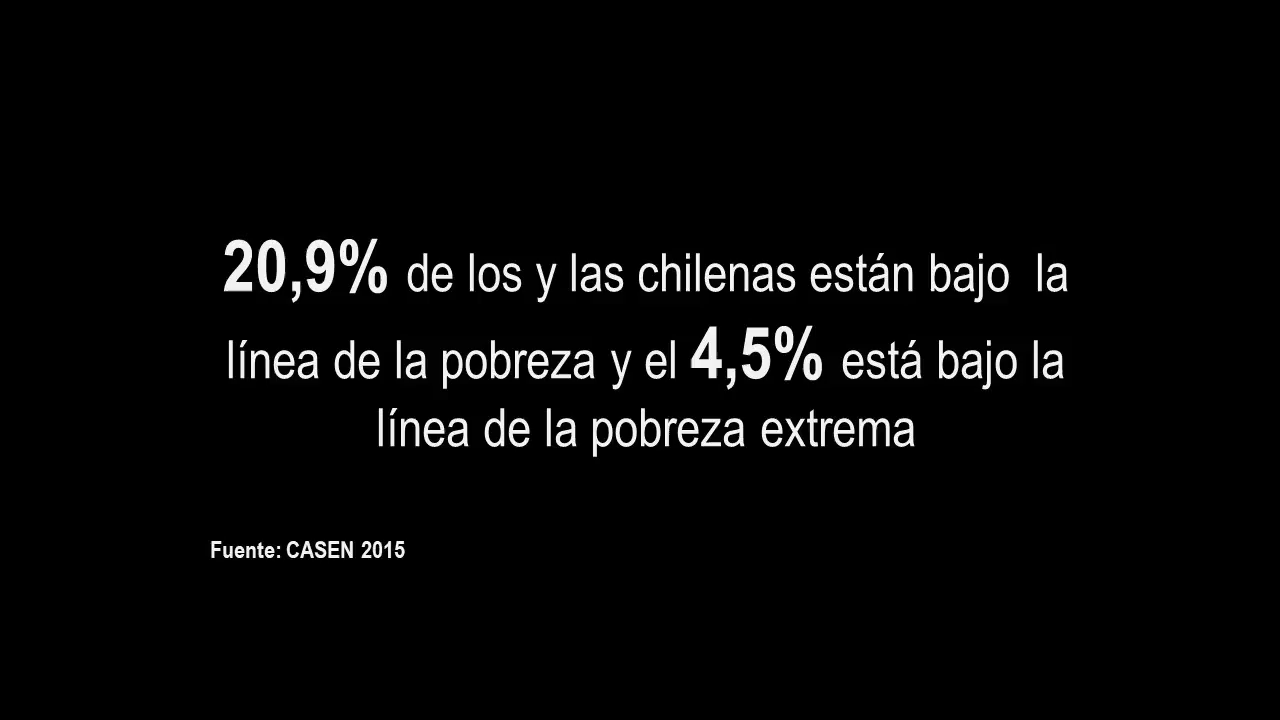 20,9% de los y las chilenas están bajo  la
línea de la pobreza y el 4,5% está bajo la
línea de la pobreza extrema
Fuente: CASEN 2015